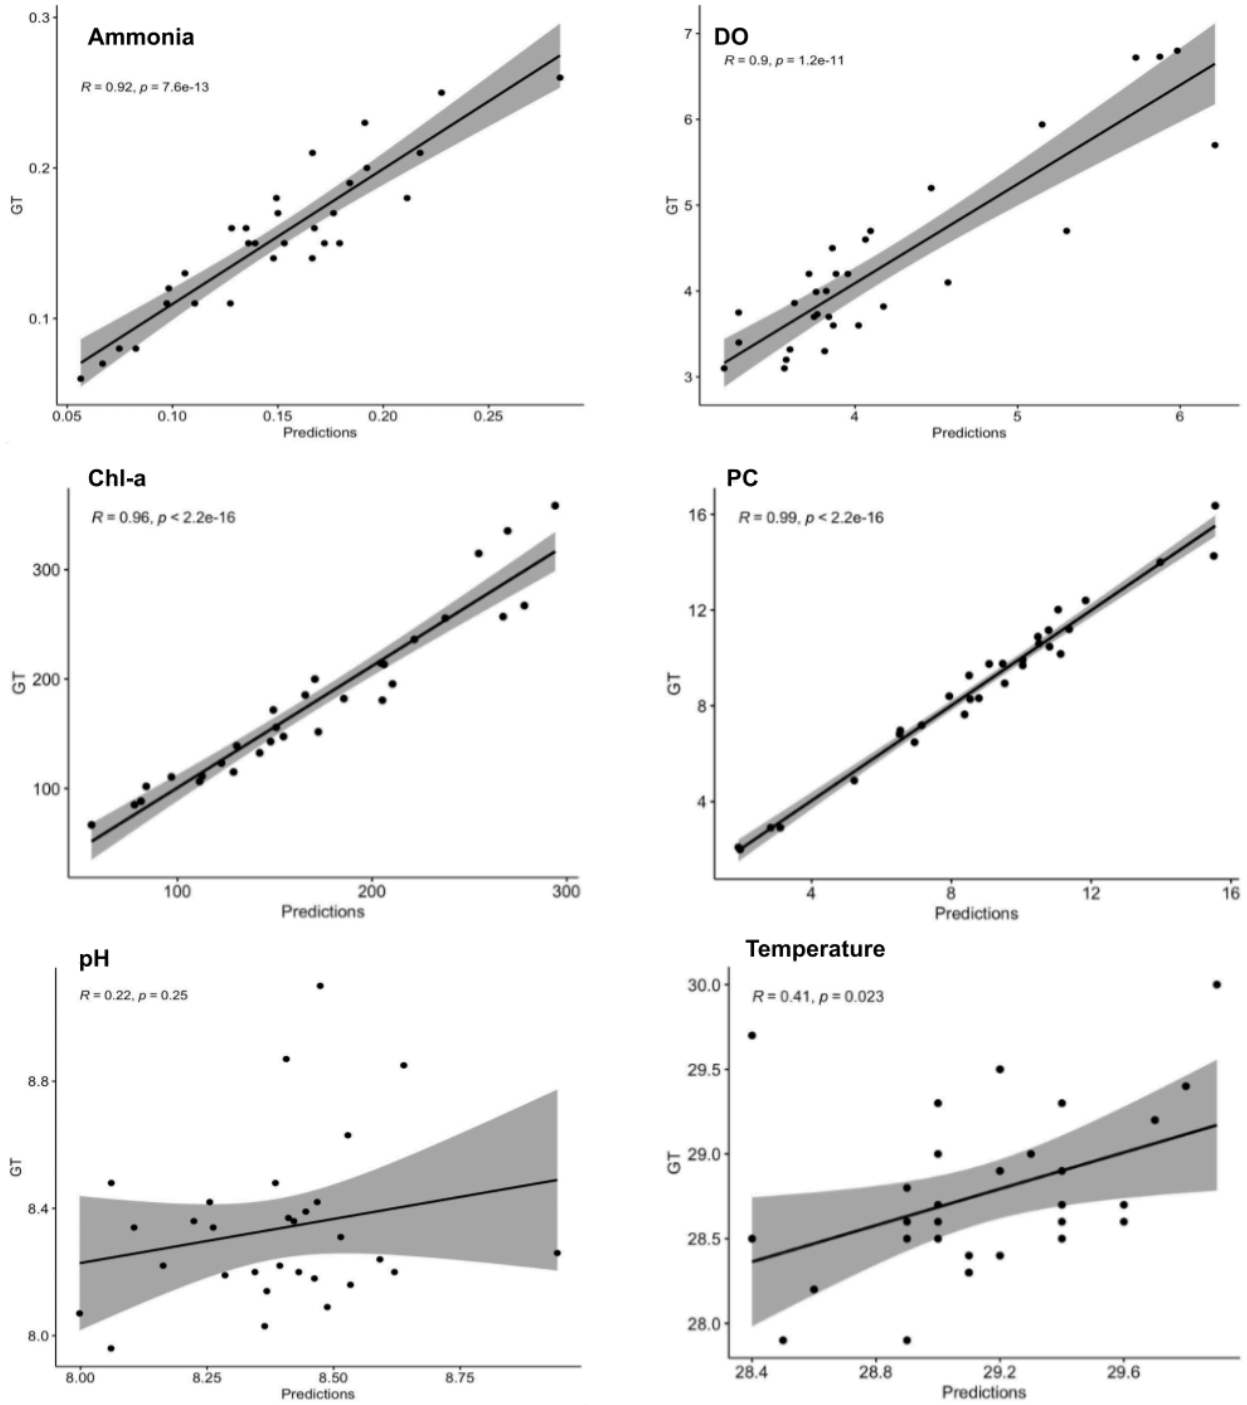 Ammonia
R = 0.92, p = 7.6e-13
0.3
0.2
0.1
GT
0.05 0.10 0.15 0.20 0.25
Predictions
DO
R = 0.9, p = 1.2e-11
7
6
5
4
3
GT
4 5 6
Predictions
Chl-a
R = 0.96, p < 2.2e-16
300
200
100
GT
100 200 300
Predictions
PC
R = 0.99, p < 2.2e-16
16
12
8
4
GT
4 8 12 16
Predictions
pH
R = 0.22, p = 0.25
8.8
8.4
8.0
GT
8.00 8.25 8.50 8.75
Predictions
Temperature
R = 0.41, p = 0.023
30.0
29.5
29.0
28.5
28.0
GT
28.4 28.8 29.2 29.6
Predictions